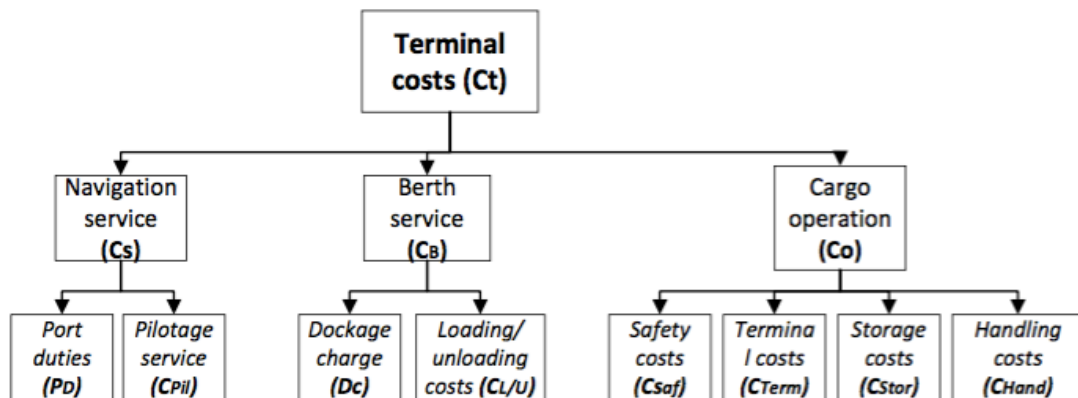 Terminal
costs (Ct)
Navigation
service
(Cs)
Berth
service
(CB)
Cargo
operation
(Co)
Port
duties
(PD)
Pilotage
service
(CPil)
Dockage
charge
(Dc)
Loading/
unloading
costs (CL/U)
Safety
costs
(CSaf)
Termina
l costs
(CTerm)
Storage
costs
(CStor)
Handling
costs
(CHand)